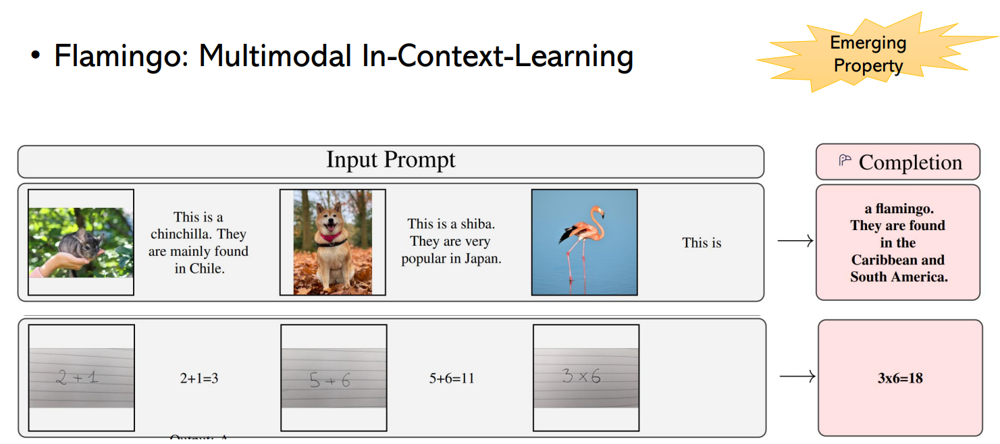 • Flamingo: Multimodal In-Context-Learning
Emerging
Property
Input Prompt
Completion
This is a
chinchilla. They
are mainly found
in Chile.
This is a shiba.
They are very
popular in Japan.
This is
a flamingo.
They are found
in the
Caribbean and
South America.
2+1
2+1=3
5+6
5+6=11
3×6
3x6=18
Output: A